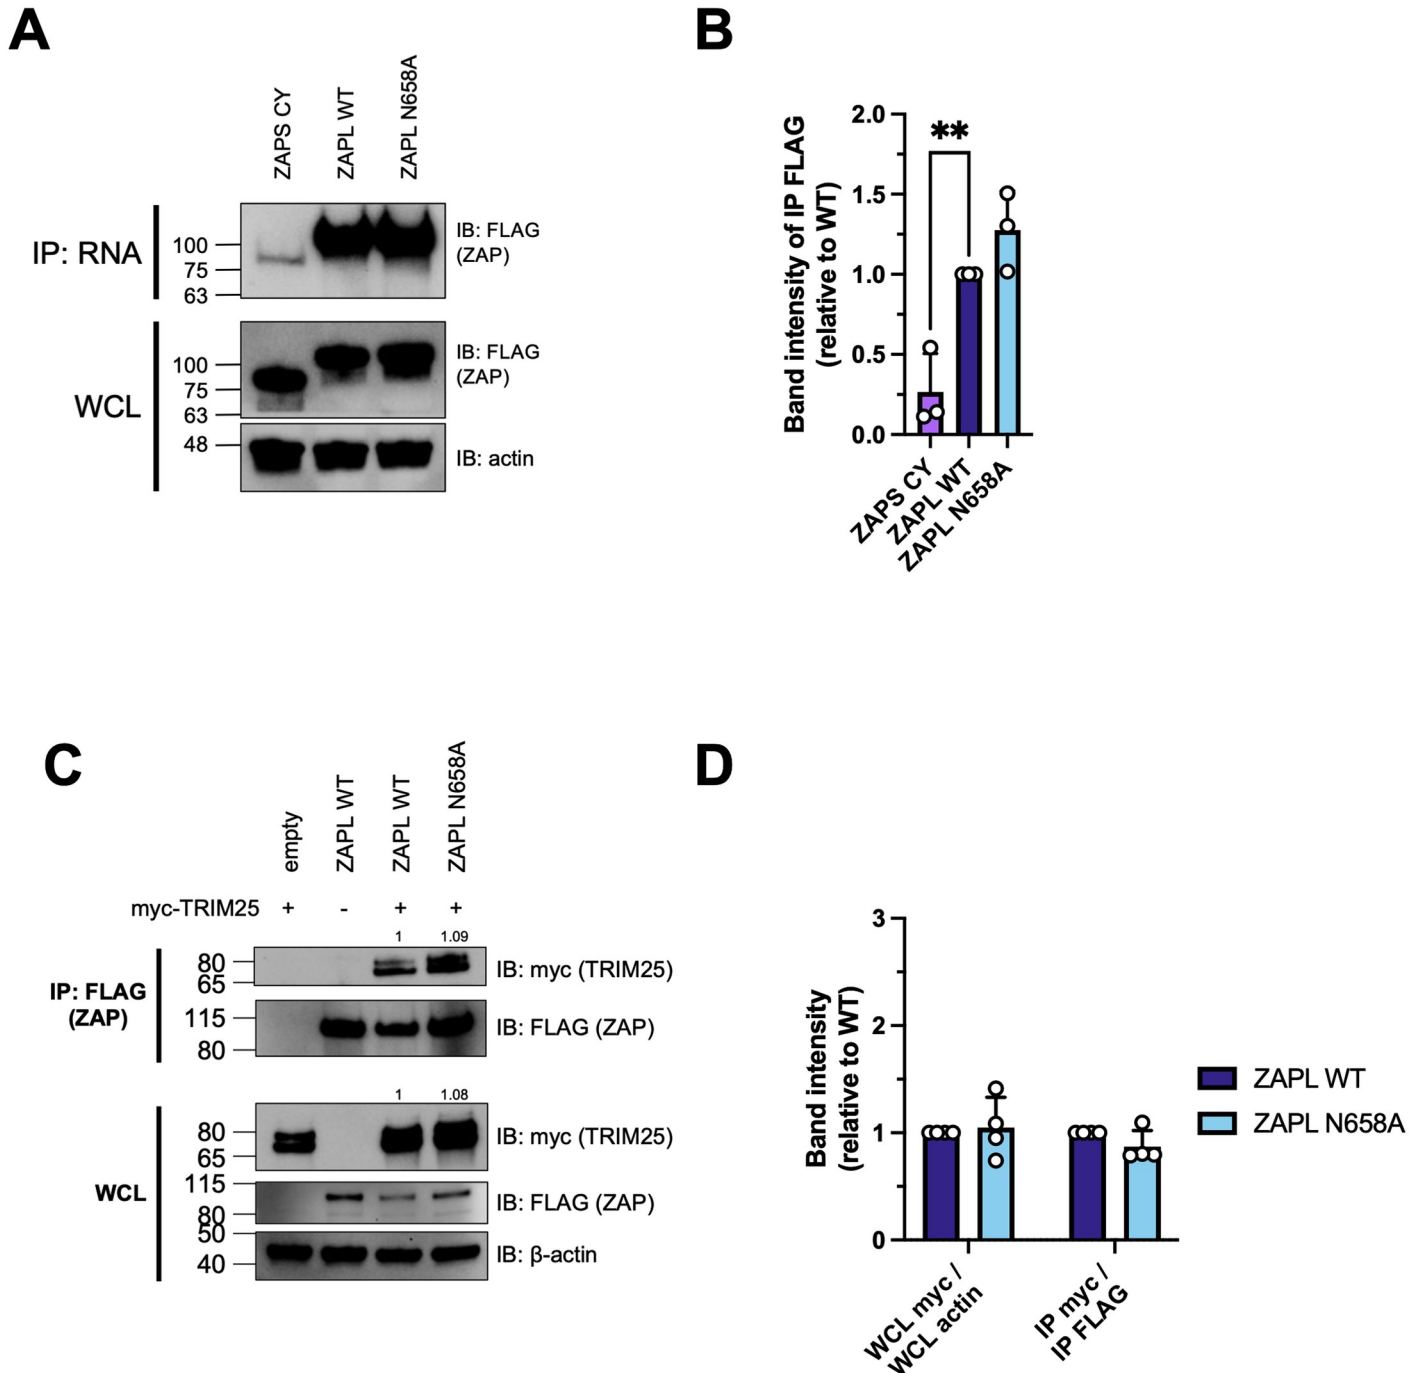 A
ZAPS CY
ZAPL WT
ZAPL N658A
IP: RNA
100
75
63
IB: FLAG
(ZAP)
WCL
100
75
63
IB: FLAG
(ZAP)
48
IB: actin
B
Band intensity of IP FLAG
(relative to WT)
2.0
1.5
1.0
0.5
0.0
**
ZAPS CY
ZAPL WT
ZAPL N658A
C
empty
ZAPL WT
ZAPL WT
ZAPL N658A
myc-TRIM25 + - + +
1 1.09
IP: FLAG
(ZAP)
80
65
IB: myc (TRIM25)
115
80
IB: FLAG (ZAP)
1 1.08
WCL
80
65
IB: myc (TRIM25)
115
80
IB: FLAG (ZAP)
50
40
IB: β-actin
D
Band intensity
(relative to WT)
3
2
1
0
WCL myc /
WCL actin
IP myc /
IP FLAG
ZAPL WT
ZAPL N658A